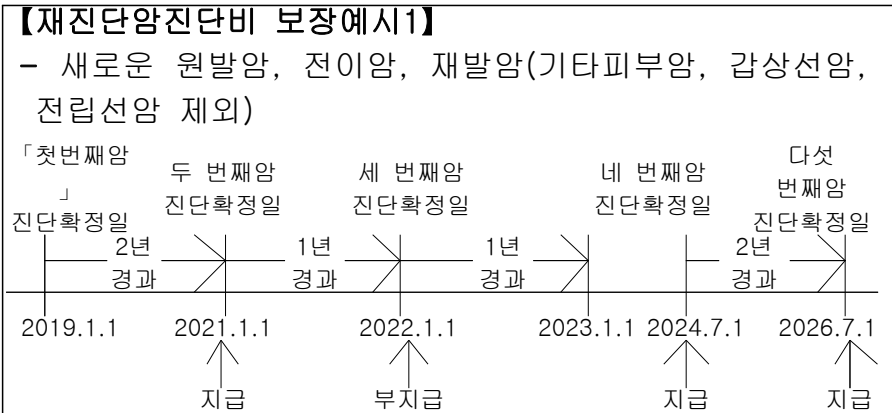 【재진단암진단비 보장예시1】
- 새로운 원발암, 전이암, 재발암(기타피부암, 갑상선암,
전립선암 제외)
「첫번째암
」
진단확정일
두 번째암
진단확정일
세 번째암
진단확정일
네 번째암
진단확정일
다섯
번째암
진단확정일
2년
경과
1년
경과
1년
경과
2년
경과
2019.1.1 2021.1.1 2022.1.1 2023.1.1 2024.7.1 2026.7.1
지급 부지급 지급 지급